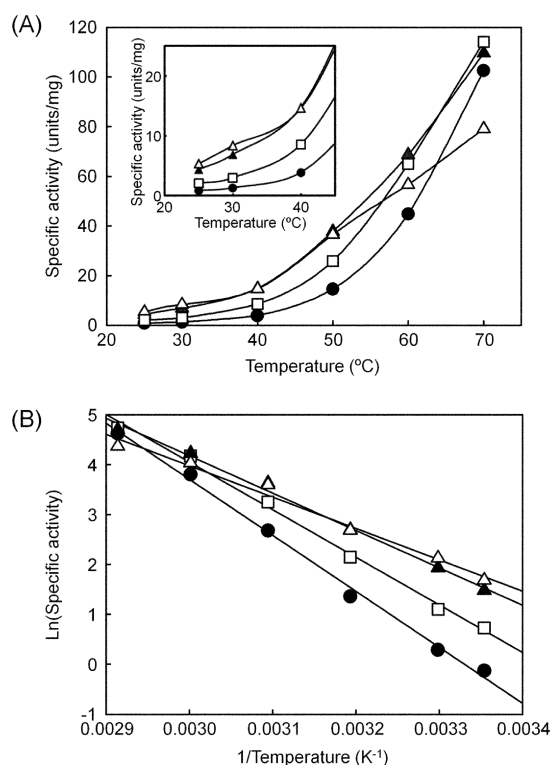 (A)
120
100
80
60
40
20
0
Specific activity (units/mg)
20
10
0
Specific activity (units/mg)
20 30 40
Temperature (ºC)
20 30 40 50 60 70
Temperature (ºC)
(B)
5
4
3
2
1
0
-1
Ln(Specific activity)
0.0029 0.0030 0.0031 0.0032 0.0033 0.0034
1/Temperature (K-1)